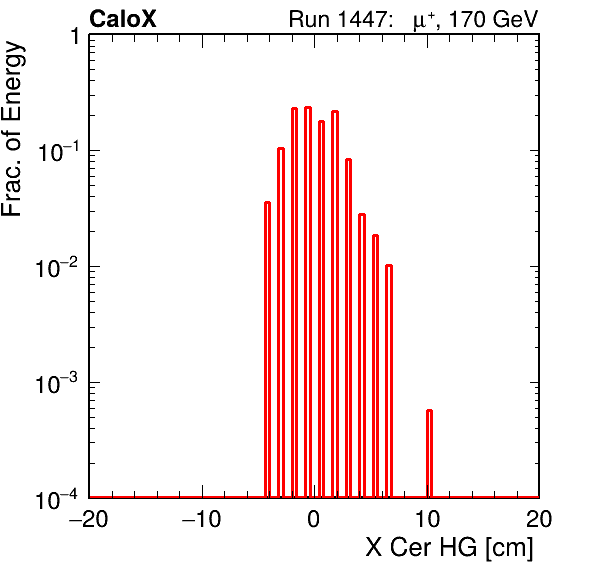 CaloX Run 1447: μ⁺, 170 GeV
Frac. of Energy
1
10⁻¹
10⁻²
10⁻³
10⁻⁴
−20 −10 0 10 20
X Cer HG [cm]